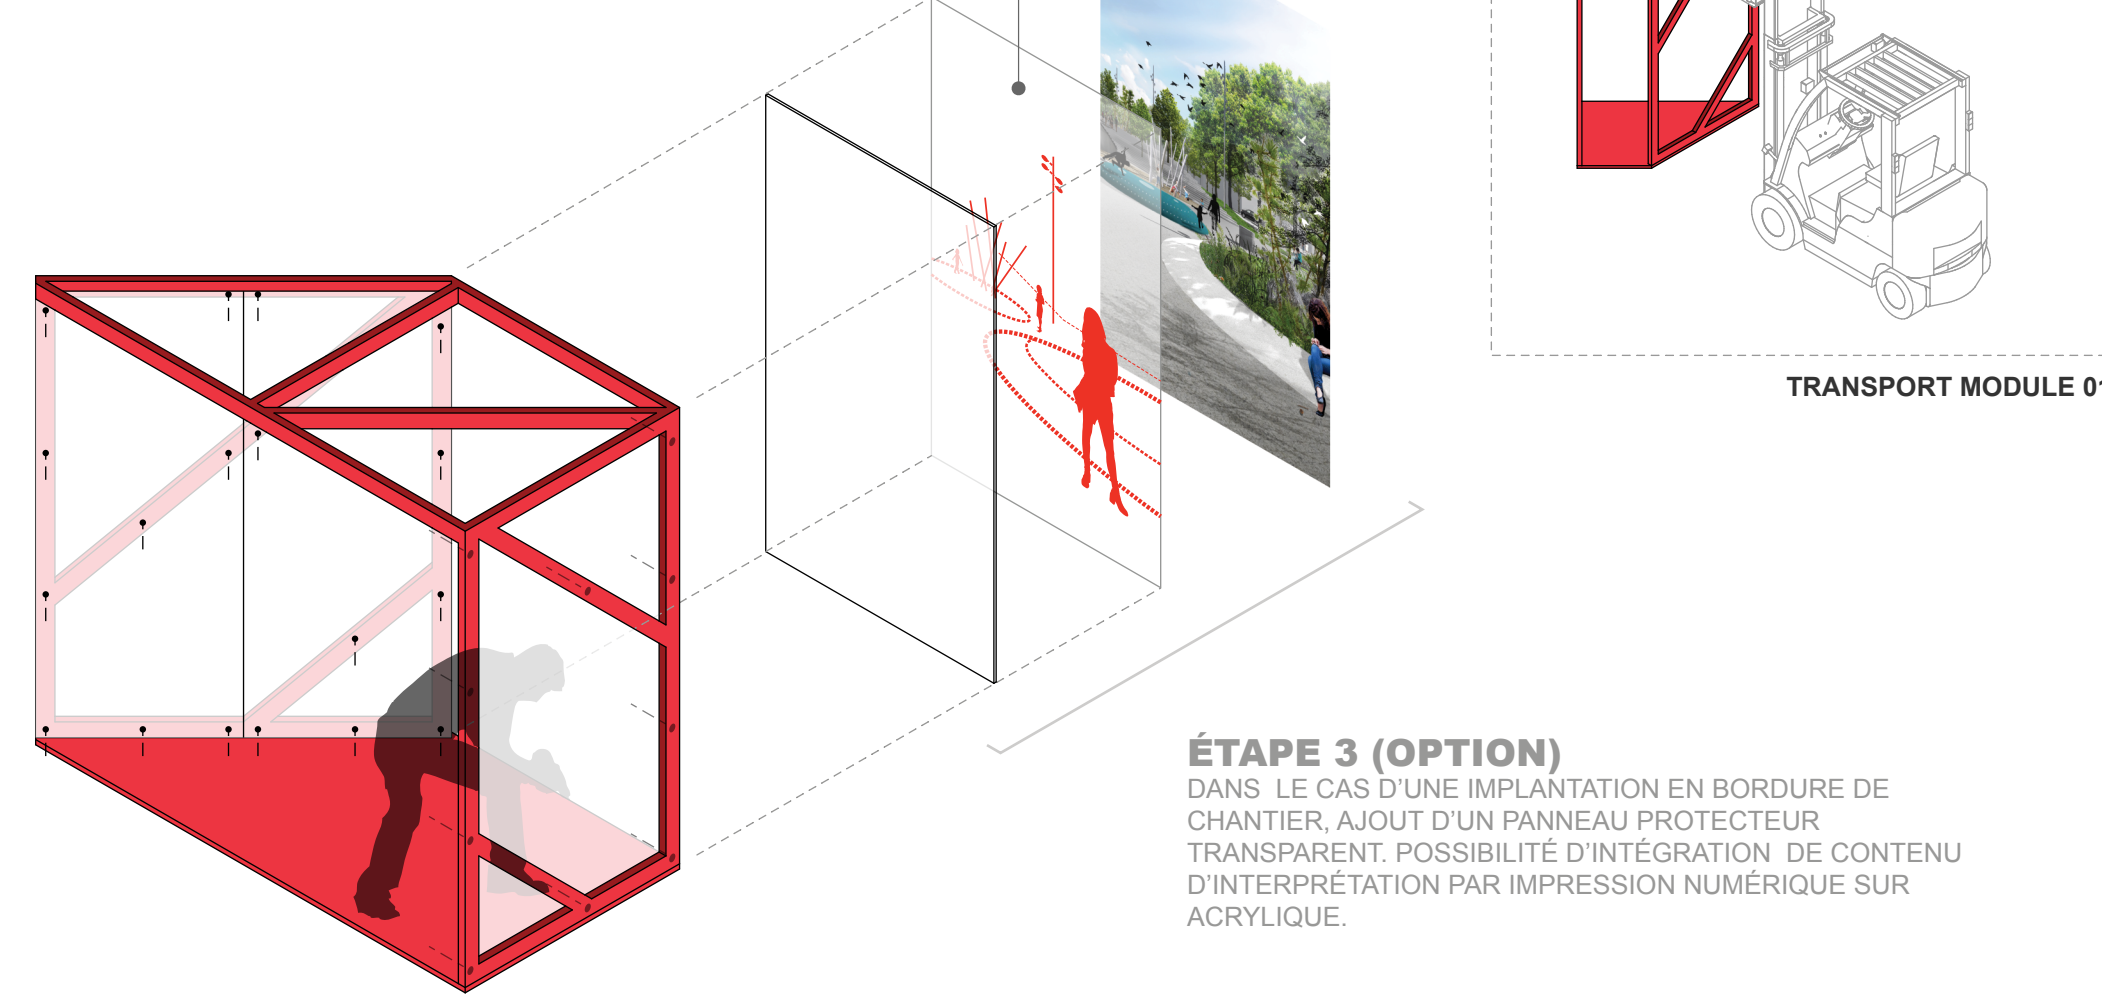 TRANSPORT MODULE 01
ÉTAPE 3 (OPTION)
DANS LE CAS D’UNE IMPLANTATION EN BORDURE DE
CHANTIER, AJOUT D’UN PANNEAU PROTECTEUR
TRANSPARENT. POSSIBILITÉ D’INTÉGRATION DE CONTENU
D’INTERPRÉTATION PAR IMPRESSION NUMÉRIQUE SUR
ACRYLIQUE.